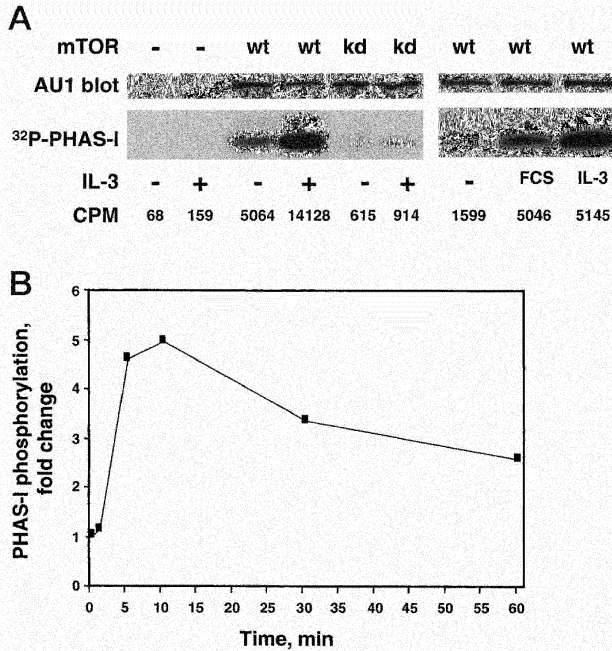 A
mTOR - - wt wt kd kd wt wt wt
AU1 blot
³²P-PHAS-I
IL-3 - + - + - + - FCS IL-3
CPM 68 159 5064 14128 615 914 1599 5046 5145
B
PHAS-I phosphorylation,
fold change
6
5
4
3
2
1
0
0 5 10 15 20 25 30 35 40 45 50 55 60
Time, min